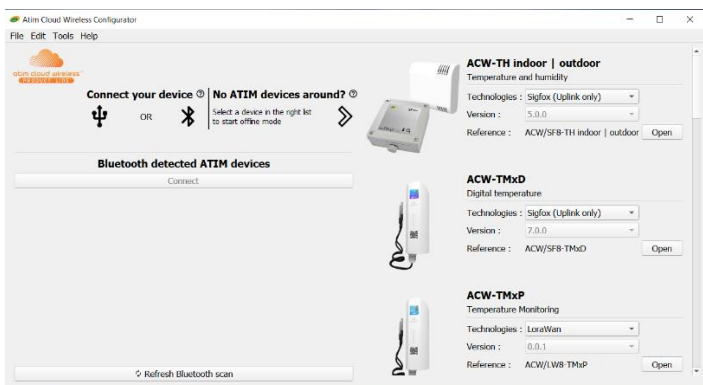 Atim Cloud Wireless Configurator
File Edit Tools Help
atim cloud wireless
PRODUCT LINE
Connect your device
No ATIM devices around?
OR
Select a device in the right list
to start offline mode
Bluetooth detected ATIM devices
Connect
Refresh Bluetooth scan
ACW-TH indoor | outdoor
Temperature and humidity
Technologies : Sigfox (Uplink only)
Version : 5.0.0
Reference : ACW/SF8-TH indoor | outdoor Open
ACW-TMxD
Digital temperature
Technologies : Sigfox (Uplink only)
Version : 7.0.0
Reference : ACW/SF8-TMxD Open
ACW-TMxP
Temperature Monitoring
Technologies : LoraWan
Version : 0.0.1
Reference : ACW/LW8-TMxP Open